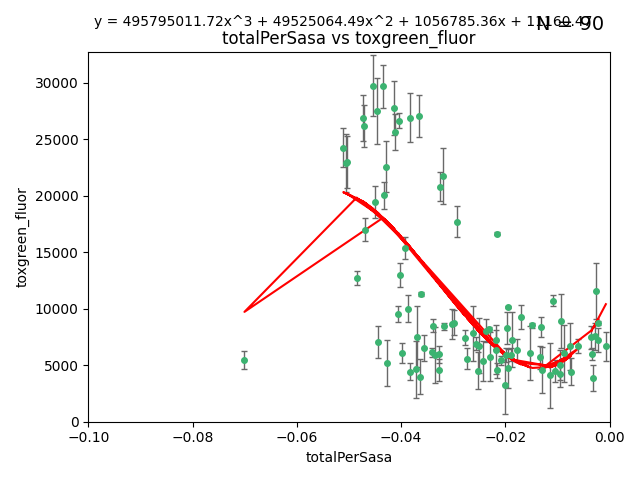 y = 495795011.72x^3 + 49525064.49x^2 + 1056785.36x +
N = 90
totalPerSasa vs toxgreen_fluor
30000
25000
20000
15000
10000
5000
0
toxgreen_fluor
−0.10 −0.08 −0.06 −0.04 −0.02 0.00
totalPerSasa